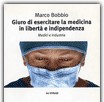 Marco Bobbio
Giuro di esercitare la medicina
in libertà e indipendenza
Medici e industria